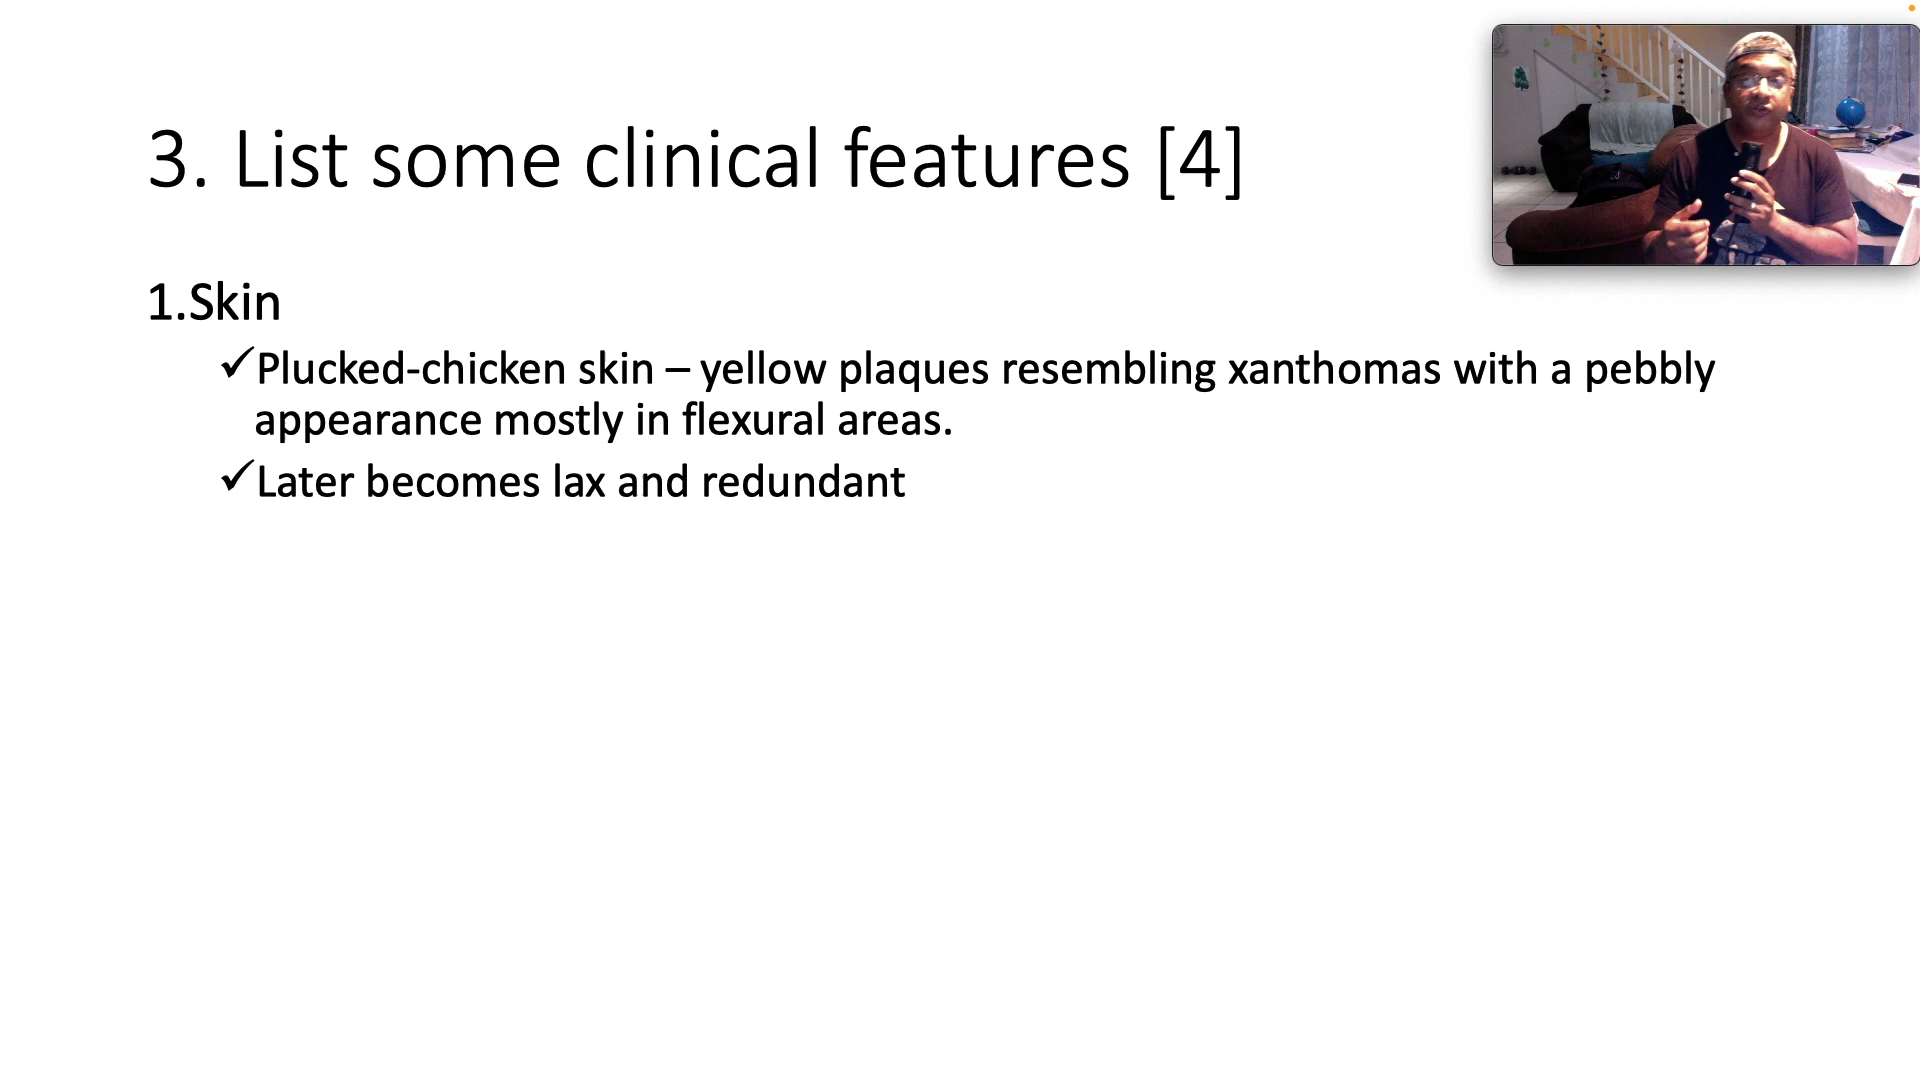 3. List some clinical features [4]
1.Skin
✓Plucked-chicken skin – yellow plaques resembling xanthomas with a pebbly
appearance mostly in flexural areas.
✓Later becomes lax and redundant